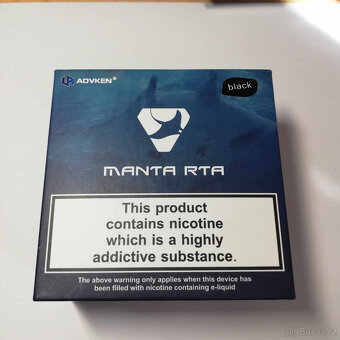 ADVKEN®
black
MANTA RTA
This product
contains nicotine
which is a highly
addictive substance.
The above warning only applies when this device has
been filled with nicotine containing e-liquid